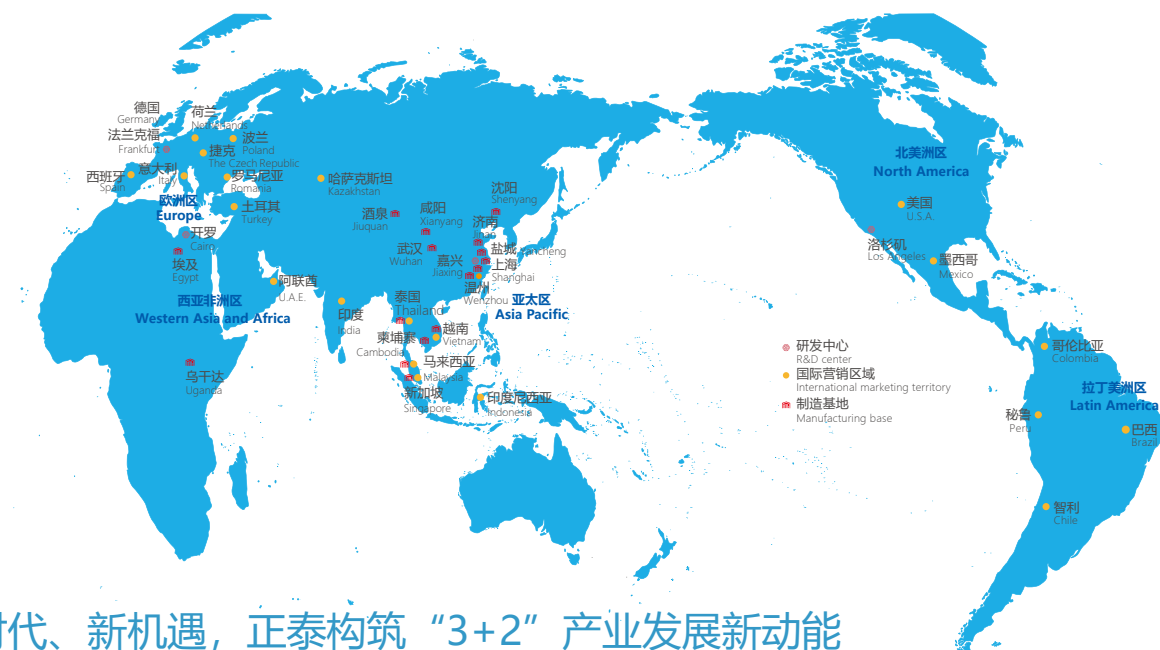 德国
Germany
荷兰
Netherlands
法兰克福
Frankfurt
波兰
Poland
捷克
The Czech Republic
西班牙
Spain
意大利
Italy
罗马尼亚
Romania
欧洲区
Europe
土耳其
Turkey
哈萨克斯坦
Kazakhstan
开罗
Cairo
埃及
Egypt
阿联酋
U.A.E.
西亚非洲区
Western Asia and Africa
乌干达
Uganda
沈阳
Shenyang
酒泉
Jiuquan
咸阳
Xianyang
济南
Jinan
武汉
Wuhan
盐城 Yancheng
嘉兴
Jiaxing
上海
Shanghai
温州
Wenzhou
亚太区
Asia Pacific
印度
India
泰国
Thailand
越南
Vietnam
柬埔寨
Cambodia
马来西亚
Malaysia
新加坡
Singapore
印度尼西亚
Indonesia
北美洲区
North America
美国
U.S.A.
洛杉矶
Los Angeles
墨西哥
Mexico
研发中心
R&D center
国际营销区域
International marketing territory
制造基地
Manufacturing base
哥伦比亚
Colombia
拉丁美洲区
Latin America
秘鲁
Peru
巴西
Brazil
智利
Chile
时代、新机遇，正泰构筑“3+2”产业发展新动能